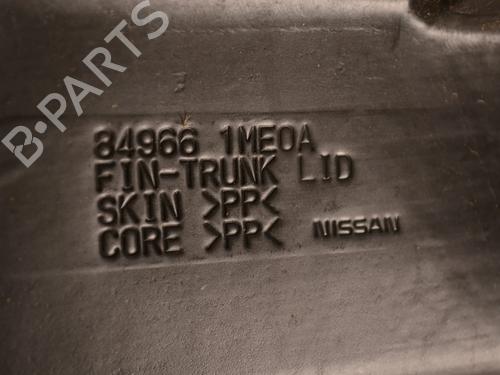 B-PARTS
84966 1ME0A
FIN-TRUNK LID
SKIN >PP<
CORE >PP< NISSAN